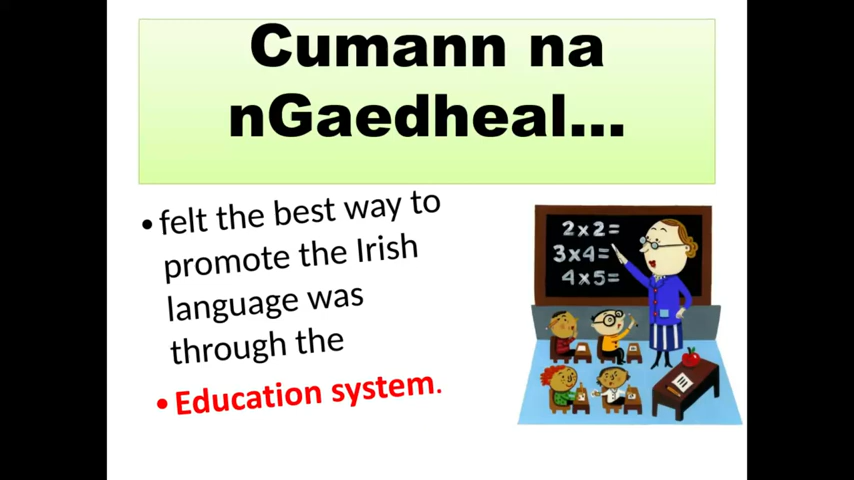 Cumann na
nGaedheal...
•felt the best way to
promote the Irish
language was
through the
•Education system.
2x2=
3x4=
4x5=